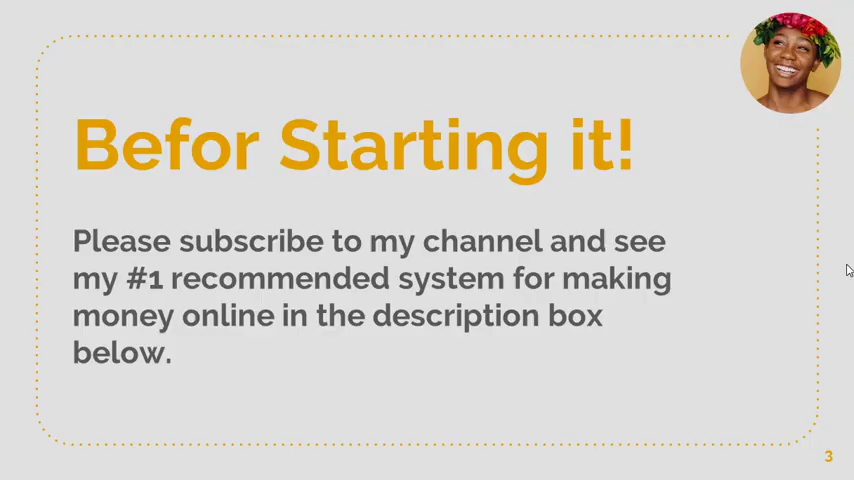 Befor Starting it!
Please subscribe to my channel and see
my #1 recommended system for making
money online in the description box
below.
3